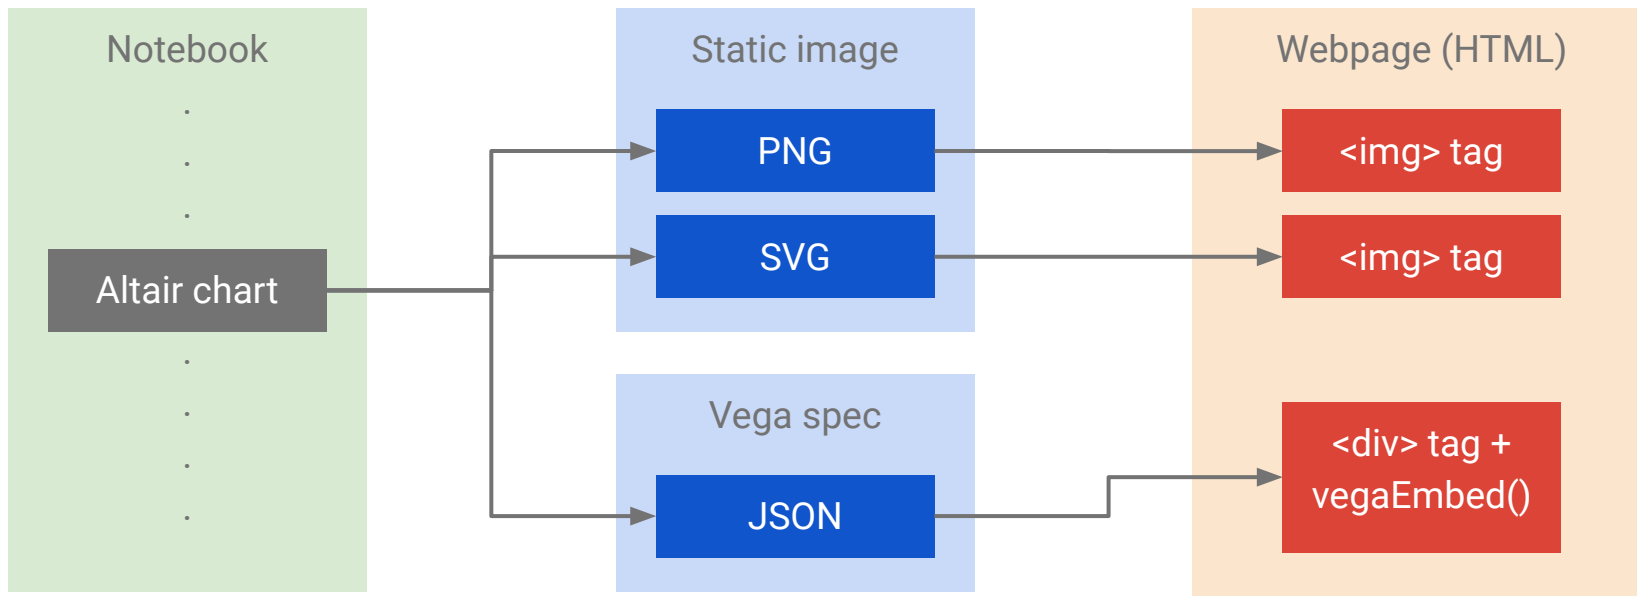 Notebook
Static image
Webpage (HTML)
PNG
<img> tag
SVG
<img> tag
Altair chart
Vega spec
<div> tag +
vegaEmbed()
JSON